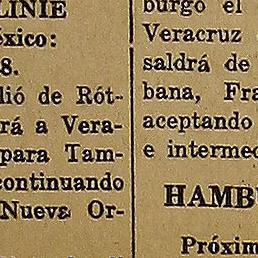 LINIE
éxico:
8.
lió de Rót-
rá a Vera-
para Tam-
continuando
Nueva Or-
burgo el
Veracruz
saldrá de
bana, Fra
aceptando
e intermed
HAMB
Próxim